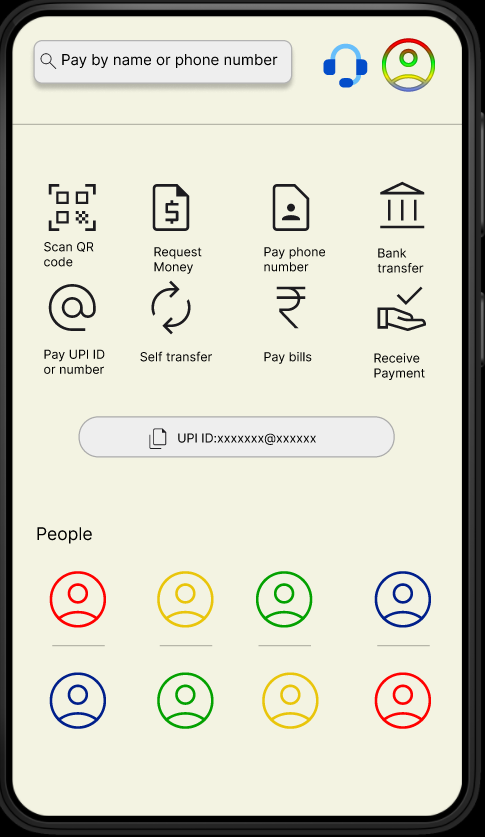 Pay by name or phone number
Scan QR
code
Request
Money
Pay phone
number
Bank
transfer
Pay UPI ID
or number
Self transfer
Pay bills
Receive
Payment
UPI ID:xxxxxxx@xxxxxx
People